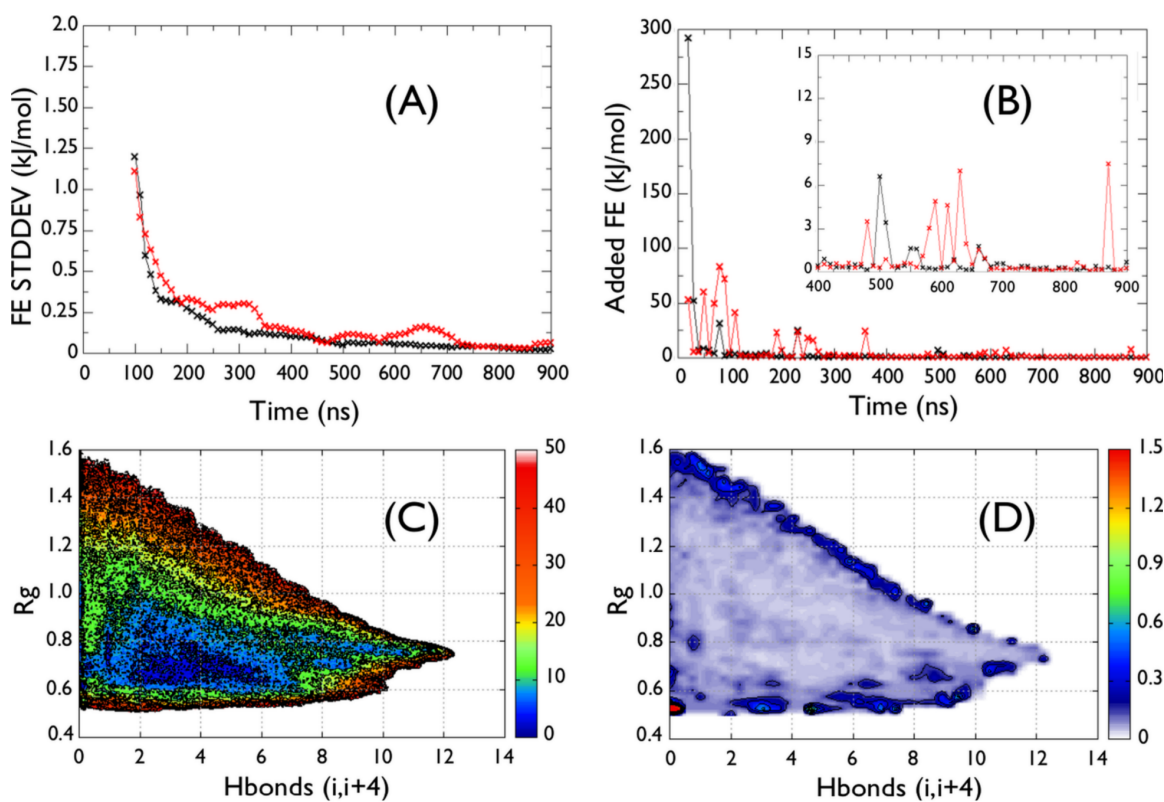 (A)
FE STDDEV (kJ/mol)
2.0
1.75
1.5
1.25
1.0
0.75
0.5
0.25
0
0 100 200 300 400 500 600 700 800 900
Time (ns)
(B)
Added FE (kJ/mol)
300
250
200
150
100
50
0
0 100 200 300 400 500 600 700 800 900
Time (ns)
15
12
9
6
3
0
400 500 600 700 800 900
(C)
Rg
1.6
1.4
1.2
1.0
0.8
0.6
0.4
0 2 4 6 8 10 12 14
Hbonds (i,i+4)
50
40
30
20
10
0
(D)
Rg
1.6
1.4
1.2
1.0
0.8
0.6
0.4
0 2 4 6 8 10 12 14
Hbonds (i,i+4)
1.5
1.2
0.9
0.6
0.3
0.0